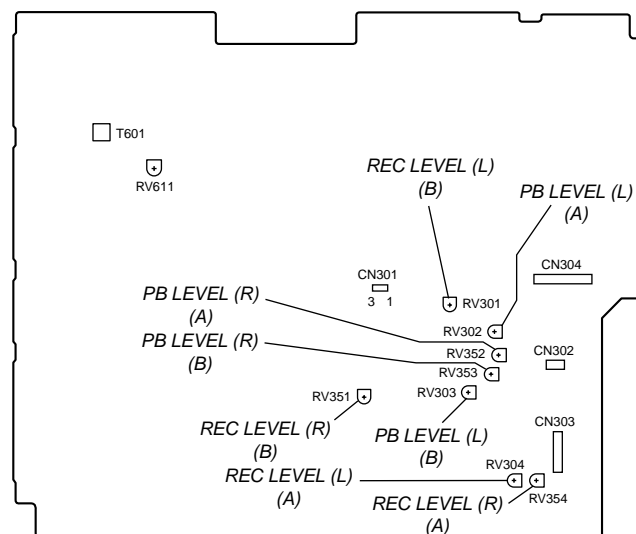 T601
RV611
REC LEVEL (L)
(B)
PB LEVEL (L)
(A)
CN304
CN301
3 1
RV301
PB LEVEL (R)
(A)
RV302
PB LEVEL (R)
(B)
RV352
CN302
RV353
RV351
RV303
REC LEVEL (R)
(B)
PB LEVEL (L)
(B)
CN303
REC LEVEL (L)
(A)
RV304
RV354
REC LEVEL (R)
(A)